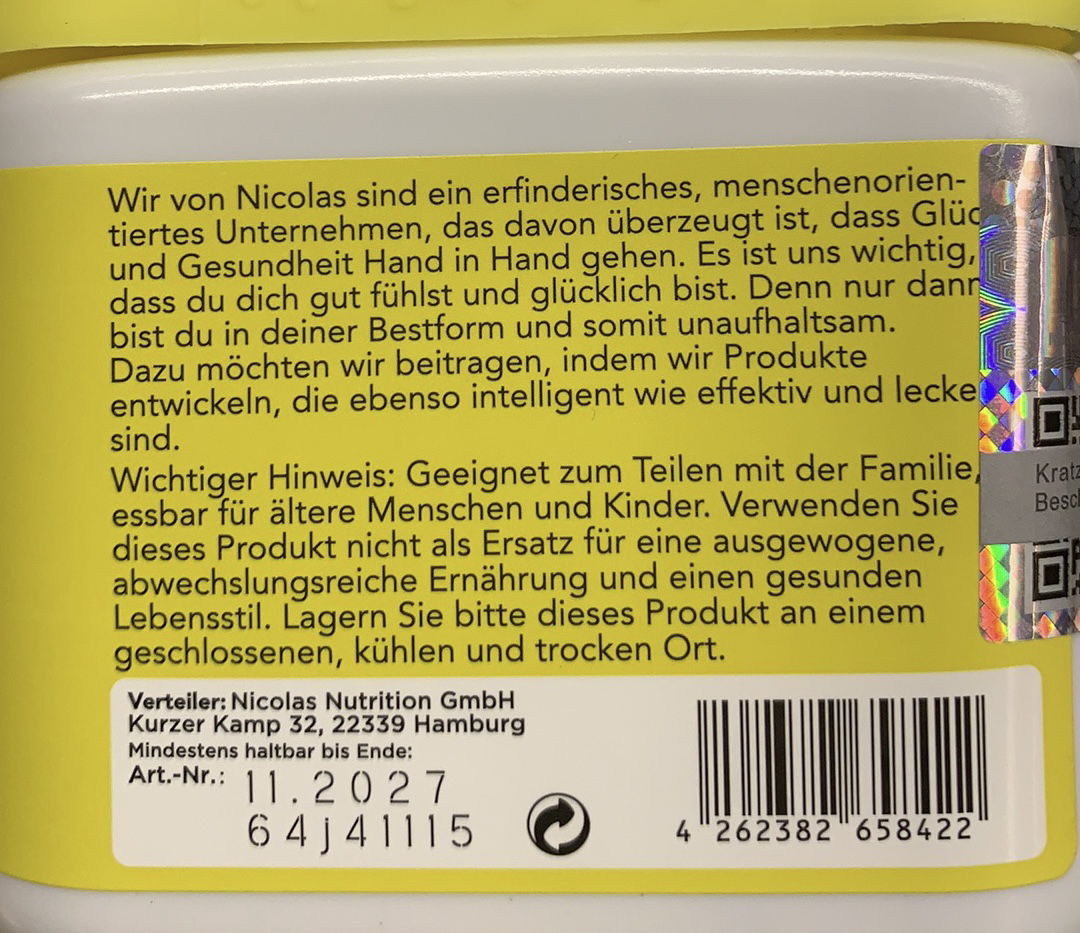 Wir von Nicolas sind ein erfinderisches, menschenorien-
tiertes Unternehmen, das davon überzeugt ist, dass
und Gesundheit Hand in Hand gehen. Es ist uns wichtig,
dass du dich gut fühlst und glücklich bist. Denn nur dann
bist du in deiner Bestform und somit unaufhaltsam.
Dazu möchten wir beitragen, indem wir Produkte
entwickeln, die ebenso intelligent wie effektiv und
sind.
Wichtiger Hinweis: Geeignet zum Teilen mit der Familie,
essbar für ältere Menschen und Kinder. Verwenden Sie
dieses Produkt nicht als Ersatz für eine ausgewogene,
abwechslungsreiche Ernährung und einen gesunden
Lebensstil. Lagern Sie bitte dieses Produkt an einem
geschlossenen, kühlen und trocken Ort.
Verteiler: Nicolas Nutrition GmbH
Kurzer Kamp 32, 22339 Hamburg
Mindestens haltbar bis Ende:
Art.-Nr.: 11.2027
64j41115
4 262382 658422